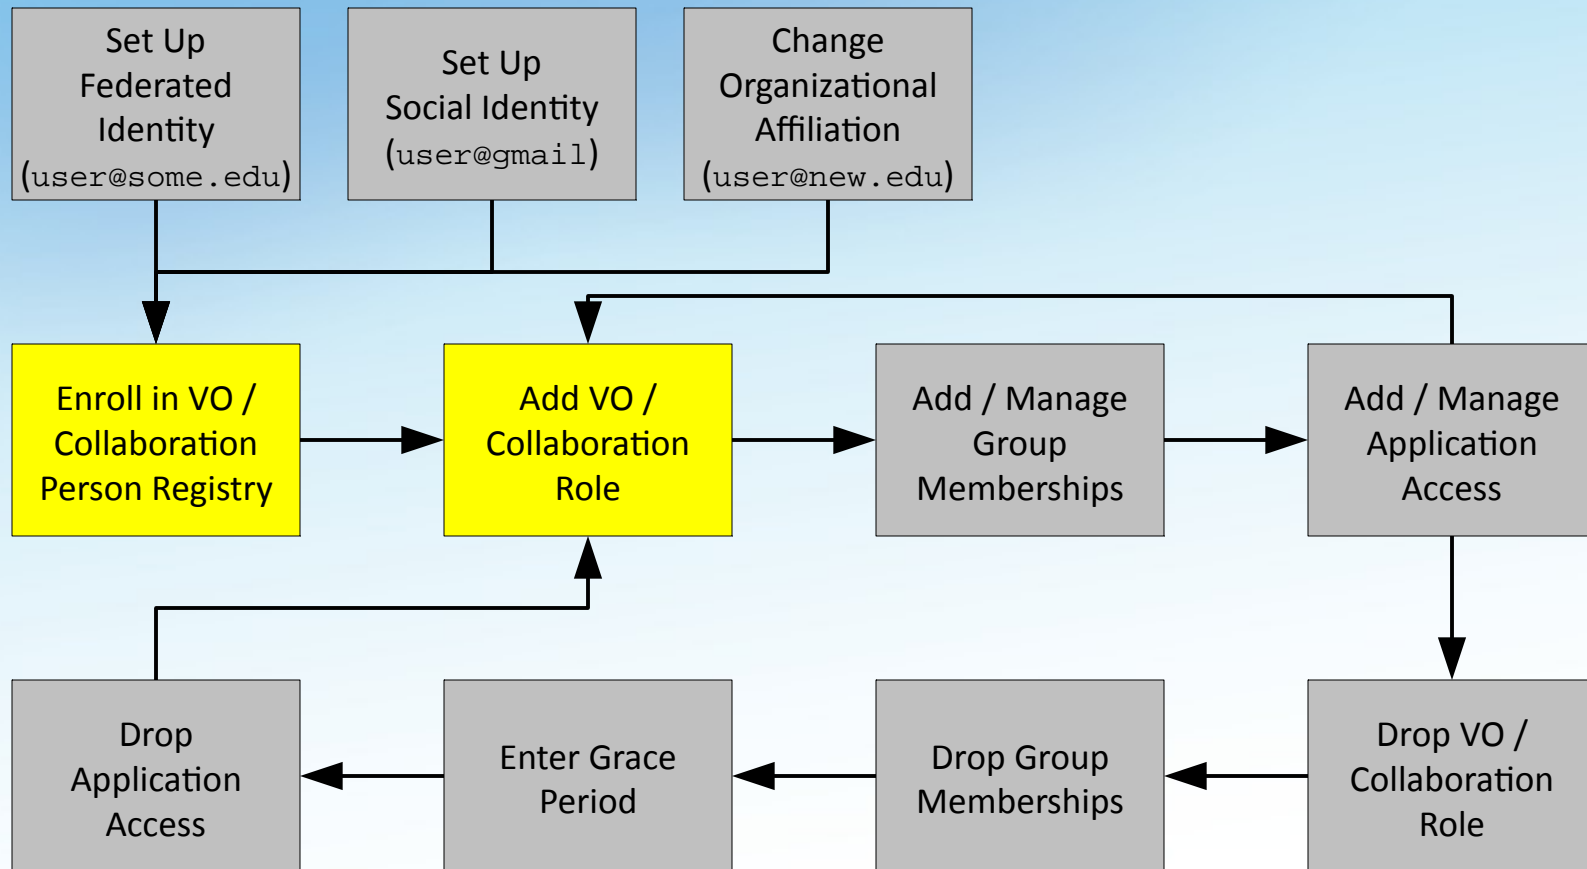 Set Up
Federated
Identity
(user@some.edu)
Set Up
Social Identity
(user@gmail)
Change
Organizational
Affiliation
(user@new.edu)
Enroll in VO /
Collaboration
Person Registry
Add VO /
Collaboration
Role
Add / Manage
Group
Memberships
Add / Manage
Application
Access
Drop
Application
Access
Enter Grace
Period
Drop Group
Memberships
Drop VO /
Collaboration
Role